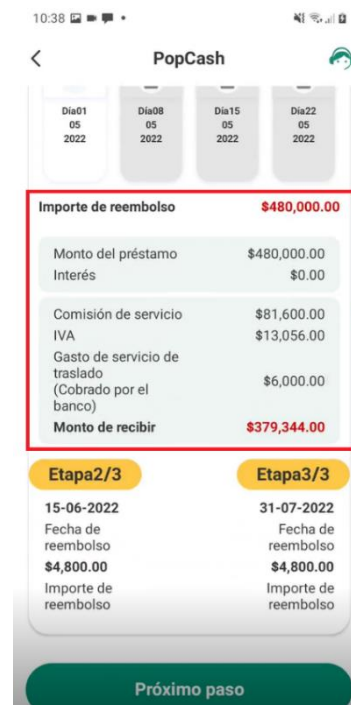 10:38
PopCash
Día01 Día08 Día15 Día22
05 05 05 05
2022 2022 2022 2022
Importe de reembolso $480,000.00
Monto del préstamo $480,000.00
Interés $0.00
Comisión de servicio $81,600.00
IVA $13,056.00
Gasto de servicio de
traslado
(Cobrado por el
banco)
$6,000.00
Monto de recibir $379,344.00
Etapa2/3
15-06-2022
Fecha de
reembolso
$4,800.00
Importe de
reembolso
Etapa3/3
31-07-2022
Fecha de
reembolso
$4,800.00
Importe de
reembolso
Próximo paso